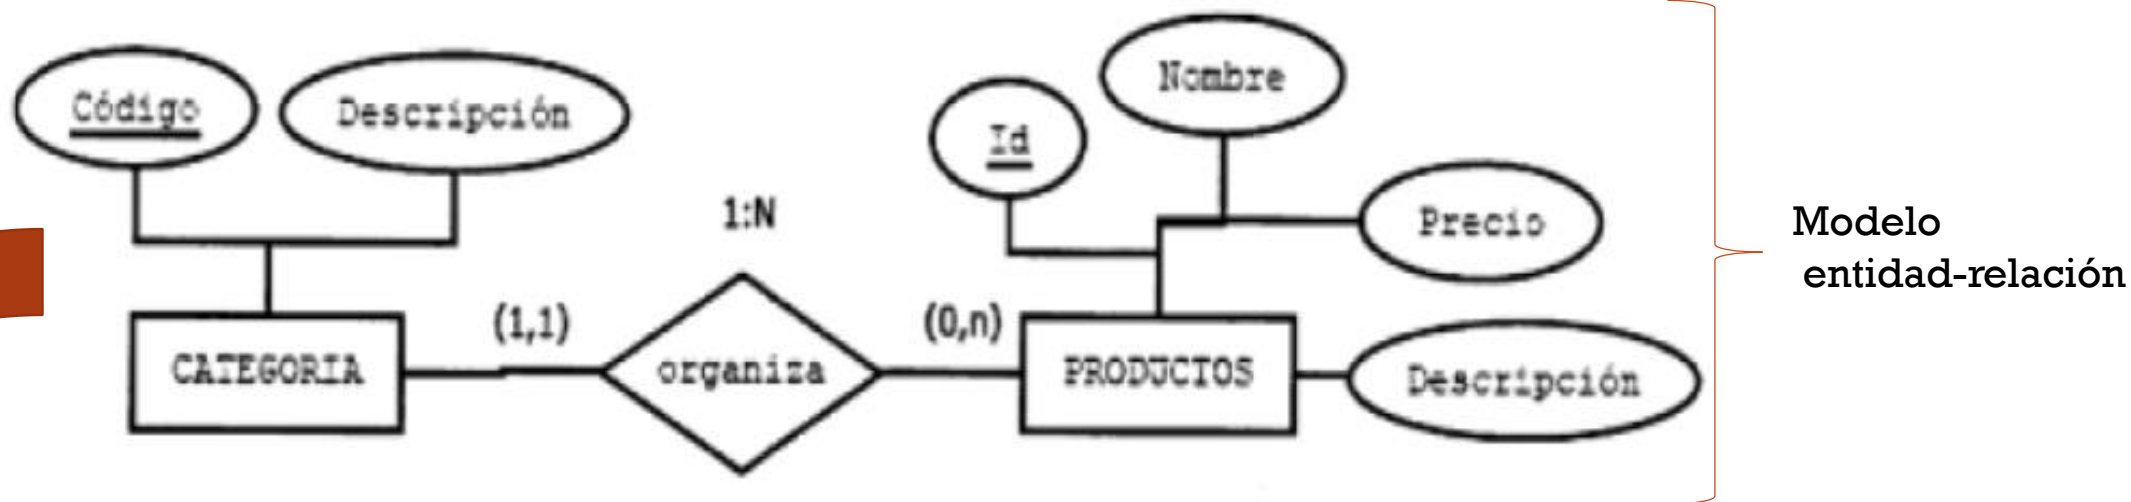 Código
Descripción
Id
Nombre
Precio
1:N
Modelo
entidad-relación
CATEGORIA
(1,1)
organiza
(0,n)
PRODUCTOS
Descripción